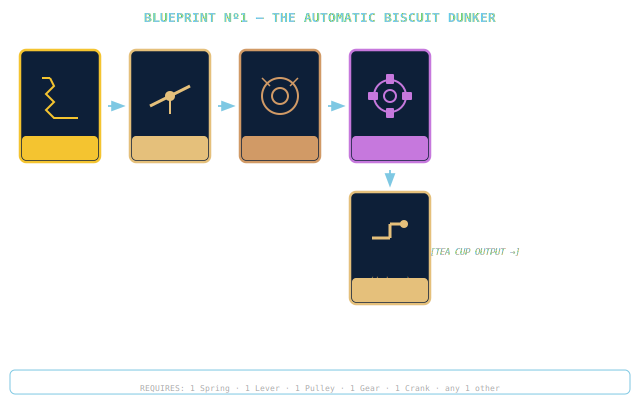 BLUEPRINT Nº1 — THE AUTOMATIC BISCUIT DUNKER
[TEA CUP OUTPUT →]
REQUIRES: 1 Spring · 1 Lever · 1 Pulley · 1 Gear · 1 Crank · any 1 other